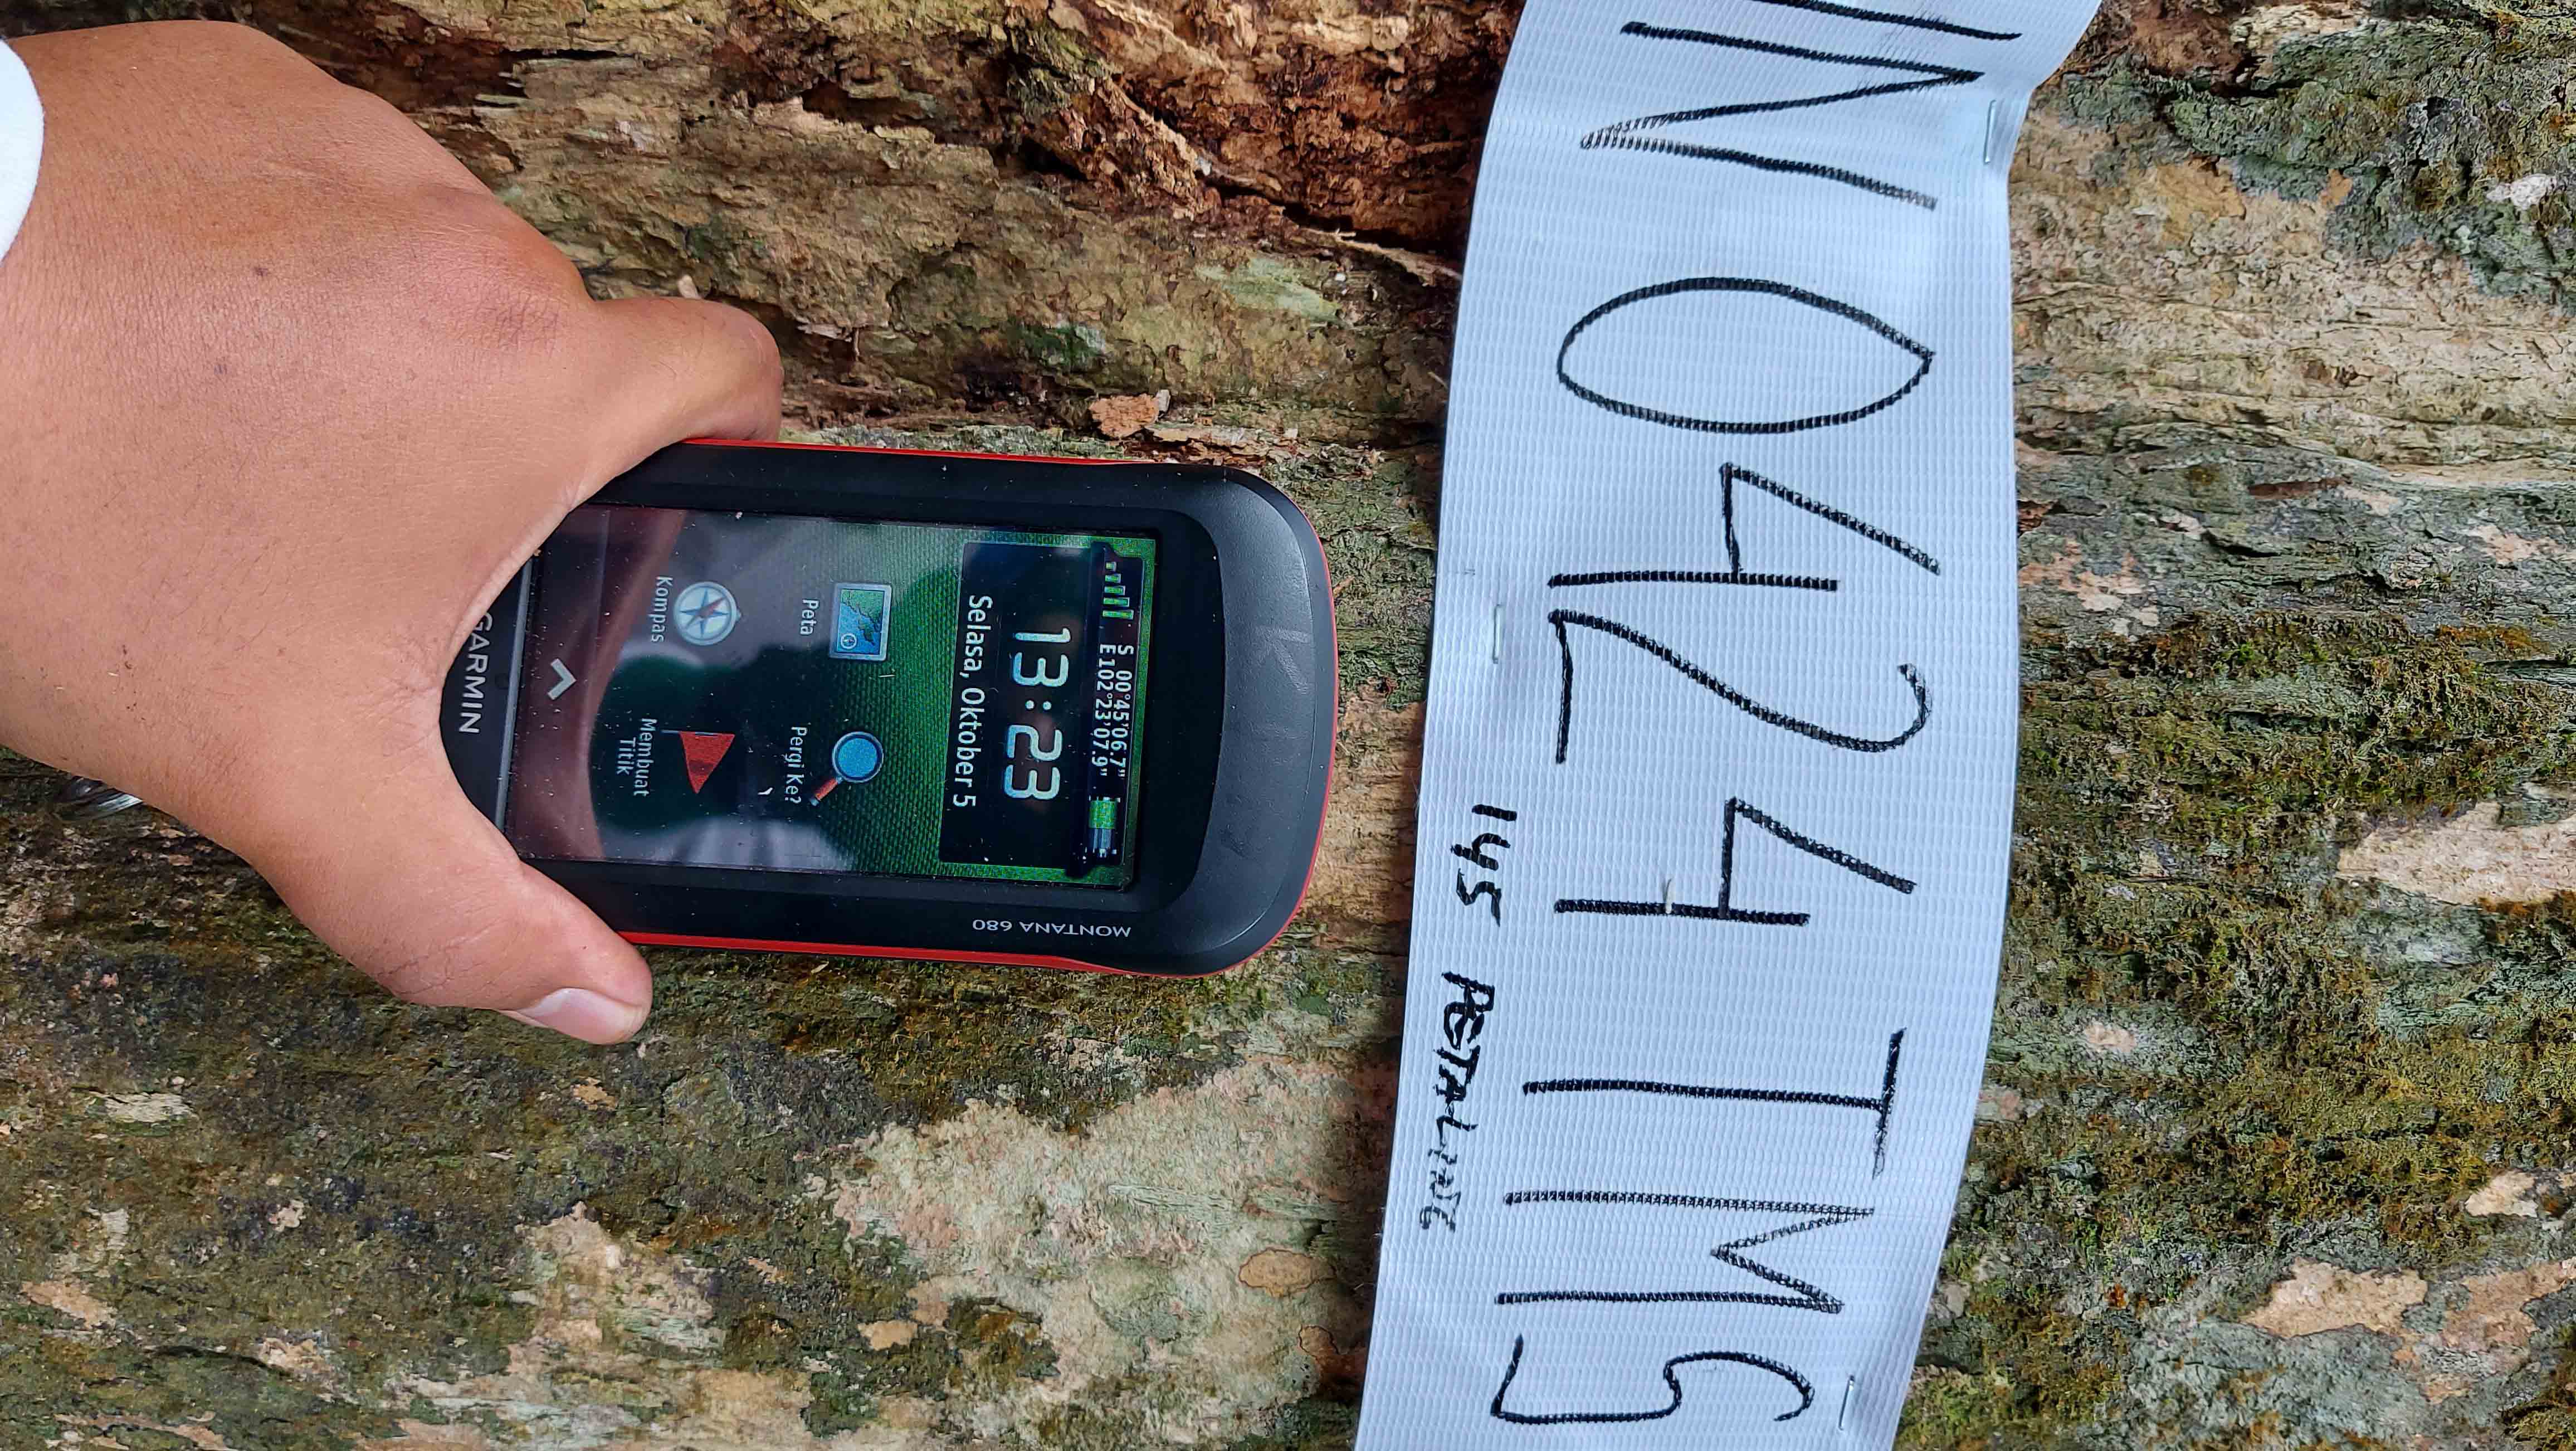 S 00°45'06.7"
E102°23'07.9"
13:23
Selasa, Oktober 5
Peta
Pergi Ke?
Kompas
Membuat
Titik
GARMIN
MONTANA 680
N0424TMS
145 PETALING